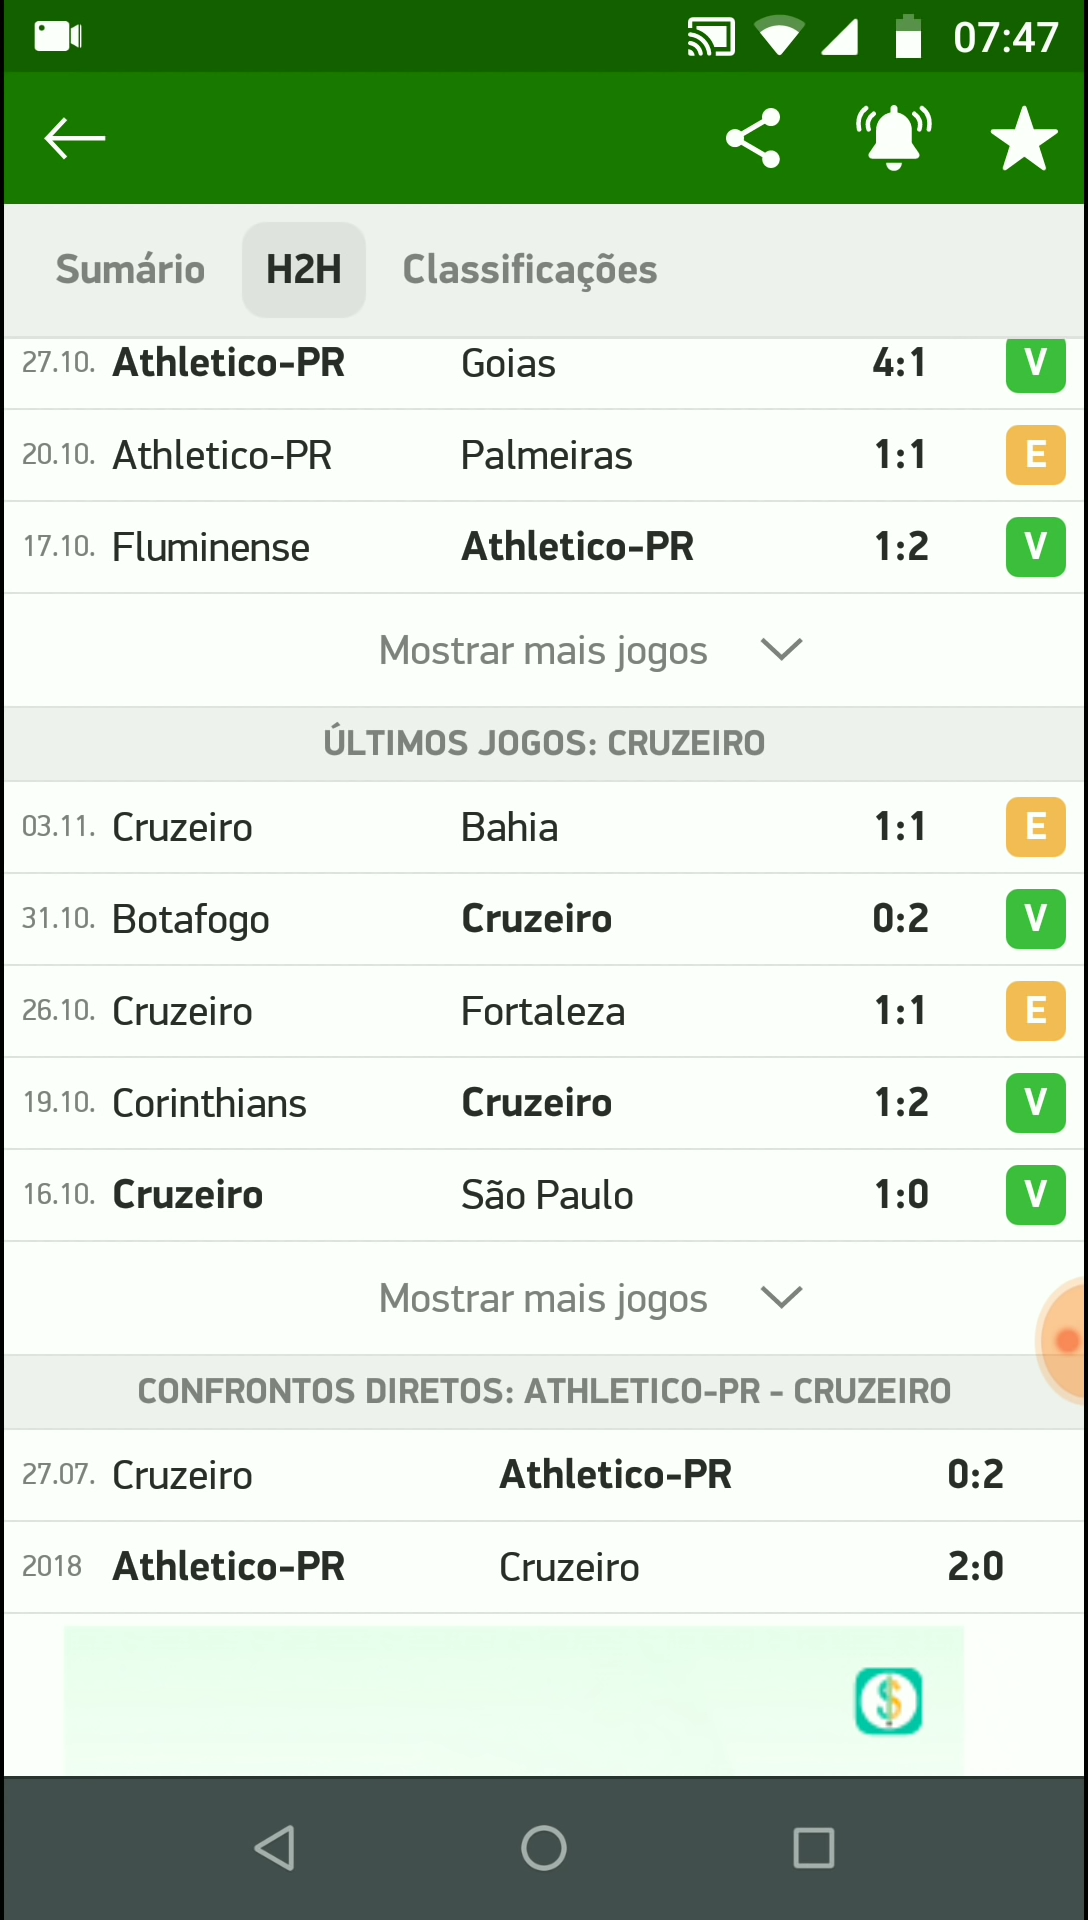 07:47
Sumário H2H Classificações
27.10. Athletico-PR Goias 4:1 V
20.10. Athletico-PR Palmeiras 1:1 E
17.10. Fluminense Athletico-PR 1:2 V
Mostrar mais jogos
ÚLTIMOS JOGOS: CRUZEIRO
03.11. Cruzeiro Bahia 1:1 E
31.10. Botafogo Cruzeiro 0:2 V
26.10. Cruzeiro Fortaleza 1:1 E
19.10. Corinthians Cruzeiro 1:2 V
16.10. Cruzeiro São Paulo 1:0 V
Mostrar mais jogos
CONFRONTOS DIRETOS: ATHLETICO-PR - CRUZEIRO
27.07. Cruzeiro Athletico-PR 0:2
2018 Athletico-PR Cruzeiro 2:0
$